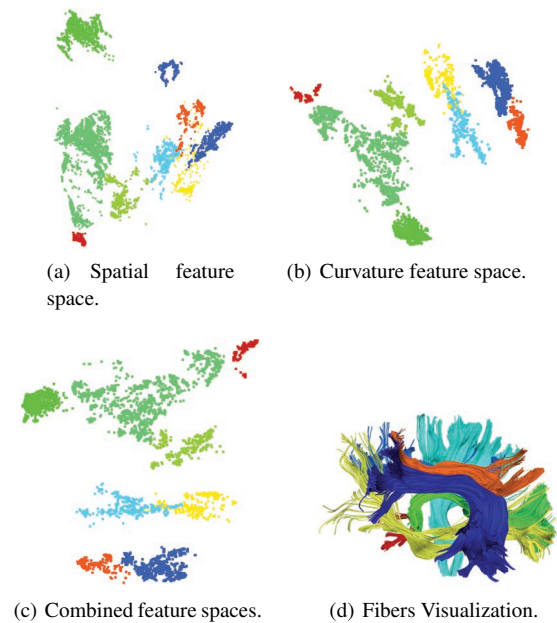 (a) Spatial feature
space.
(b) Curvature feature space.
(c) Combined feature spaces.
(d) Fibers Visualization.